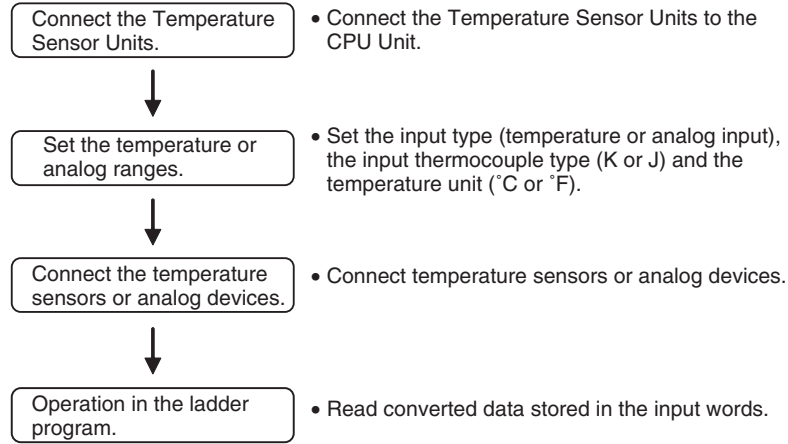 Connect the Temperature
Sensor Units.
• Connect the Temperature Sensor Units to the
CPU Unit.
Set the temperature or
analog ranges.
• Set the input type (temperature or analog input),
the input thermocouple type (K or J) and the
temperature unit (˚C or ˚F).
Connect the temperature
sensors or analog devices.
• Connect temperature sensors or analog devices.
Operation in the ladder
program.
• Read converted data stored in the input words.